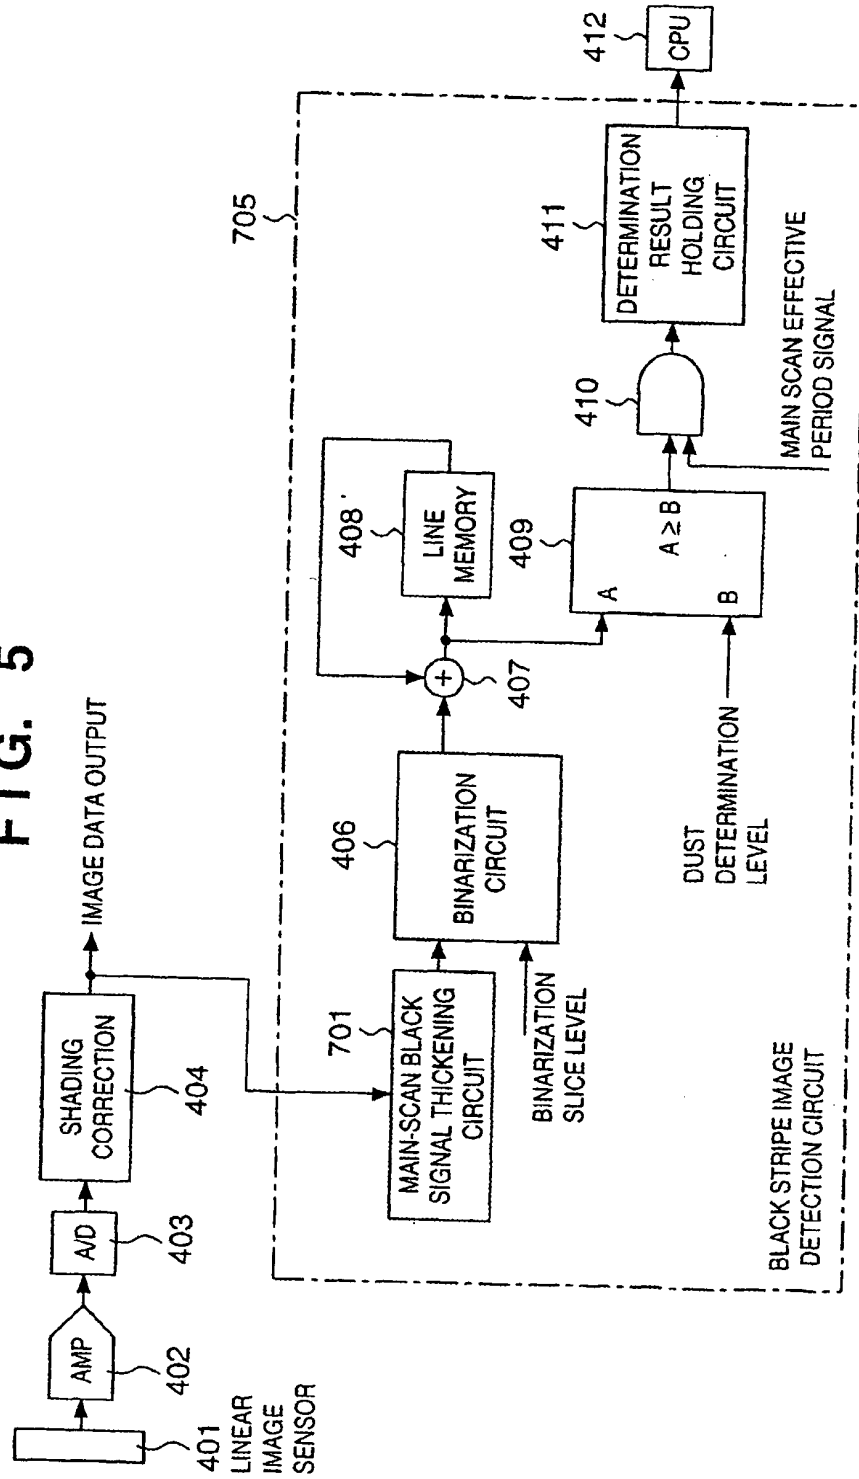 FIG. 5
401
LINEAR
IMAGE
SENSOR
AMP
402
A/D
403
SHADING
CORRECTION
404
IMAGE DATA OUTPUT
705
701
MAIN-SCAN BLACK
SIGNAL THICKENING
CIRCUIT
BINARIZATION
SLICE LEVEL
406
BINARIZATION
CIRCUIT
+
407
408
LINE
MEMORY
409
A
B
A ≥ B
DUST
DETERMINATION
LEVEL
410
MAIN SCAN EFFECTIVE
PERIOD SIGNAL
411
DETERMINATION
RESULT
HOLDING
CIRCUIT
412
CPU
BLACK STRIPE IMAGE
DETECTION CIRCUIT